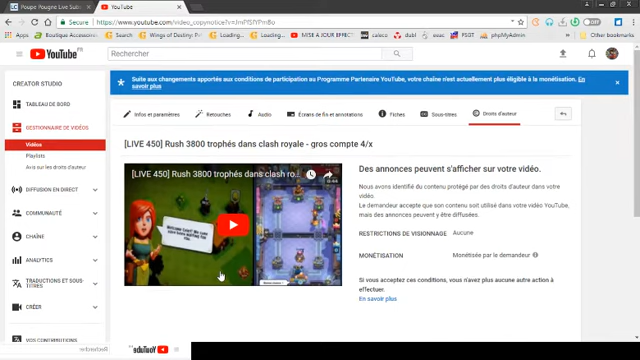 Poupe Pougne Live Sub
YouTube
Secure
https://www.youtube.com/video_copynotice?v=
Boutique Accessoire
Search
Wings of Destiny:
Loading...
Loading...
MISE À JOUR EFFECT
zalaco
dst
ES
PSGT
phpMyAdmin
Other bookmarks
YouTube FR
Rechercher
CREATOR STUDIO
TABLEAU DE BORD
GESTIONNAIRE DE VIDÉOS
Vidéos
Playlists
Avis sur les droits d'auteur
DIFFUSION EN DIRECT
COMMUNAUTÉ
CHAÎNE
ANALYTICS
TRADUCTIONS ET SOUS-
TITRES
CRÉER
VOS CONTRIBUTIONS
Suite aux changements apportés aux conditions de participation au Programme Partenaire YouTube, votre chaîne n'est actuellement plus éligible à la monétisation. En
savoir plus
Infos et paramètres
Retouches
Audio
Écrans de fin et annotations
Fiches
Sous-titres
Droits d'auteur
[LIVE 450] Rush 3800 trophés dans clash royale - gros compte 4/x
[LIVE 450] Rush 3800 trophés dans clash ro...
Des annonces peuvent s'afficher sur votre vidéo.
Nous avons identifié du contenu protégé par des droits d'auteur dans votre
vidéo.
Le demandeur accepte que son contenu soit utilisé dans votre vidéo YouTube,
mais des annonces peuvent y être diffusées.
RESTRICTIONS DE VISIONNAGE
Aucune
MONÉTISATION
Monétisée par le demandeur
Si vous acceptez ces conditions, vous n'avez plus aucune autre action à
effectuer.
En savoir plus